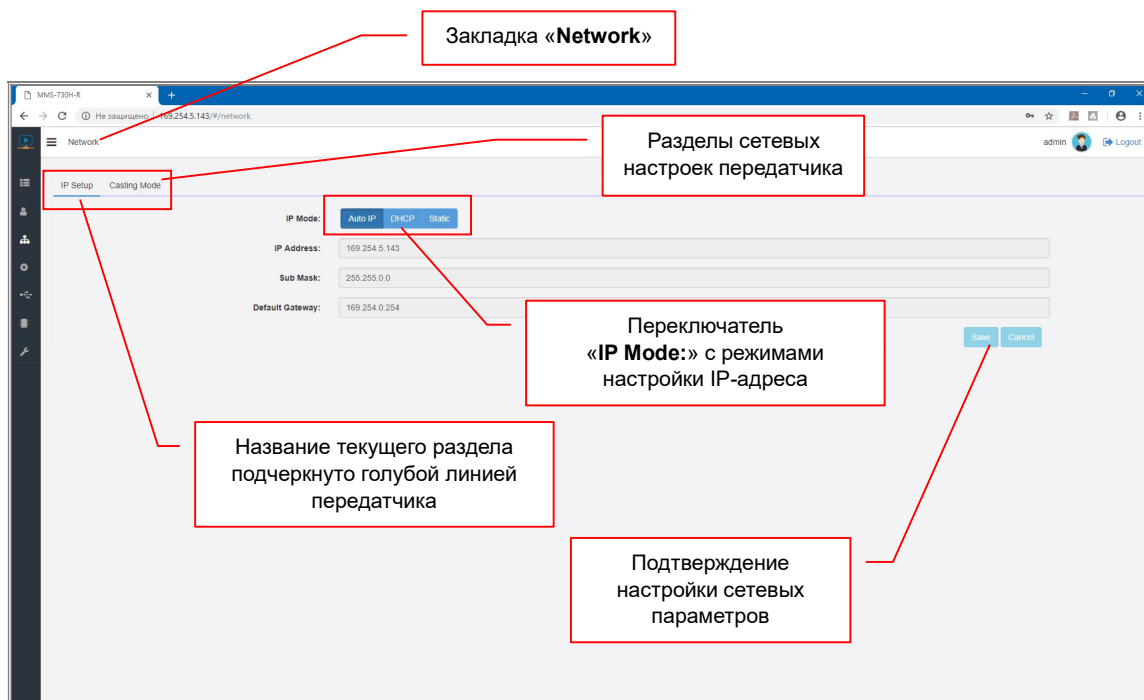 Закладка «Network»
MMS-730H-R
Не защищено | 169.254.5.143/#/network
Network
admin
Logout
Разделы сетевых
настроек передатчика
IP Setup
Casting Mode
IP Mode:
Auto IP
DHCP
Static
IP Address:
169.254.5.143
Sub Mask:
255.255.0.0
Default Gateway:
169.254.0.254
Save
Cancel
Переключатель
«IP Mode:» с режимами
настройки IP-адреса
Название текущего раздела
подчеркнуто голубой линией
передатчика
Подтверждение
настройки сетевых
параметров